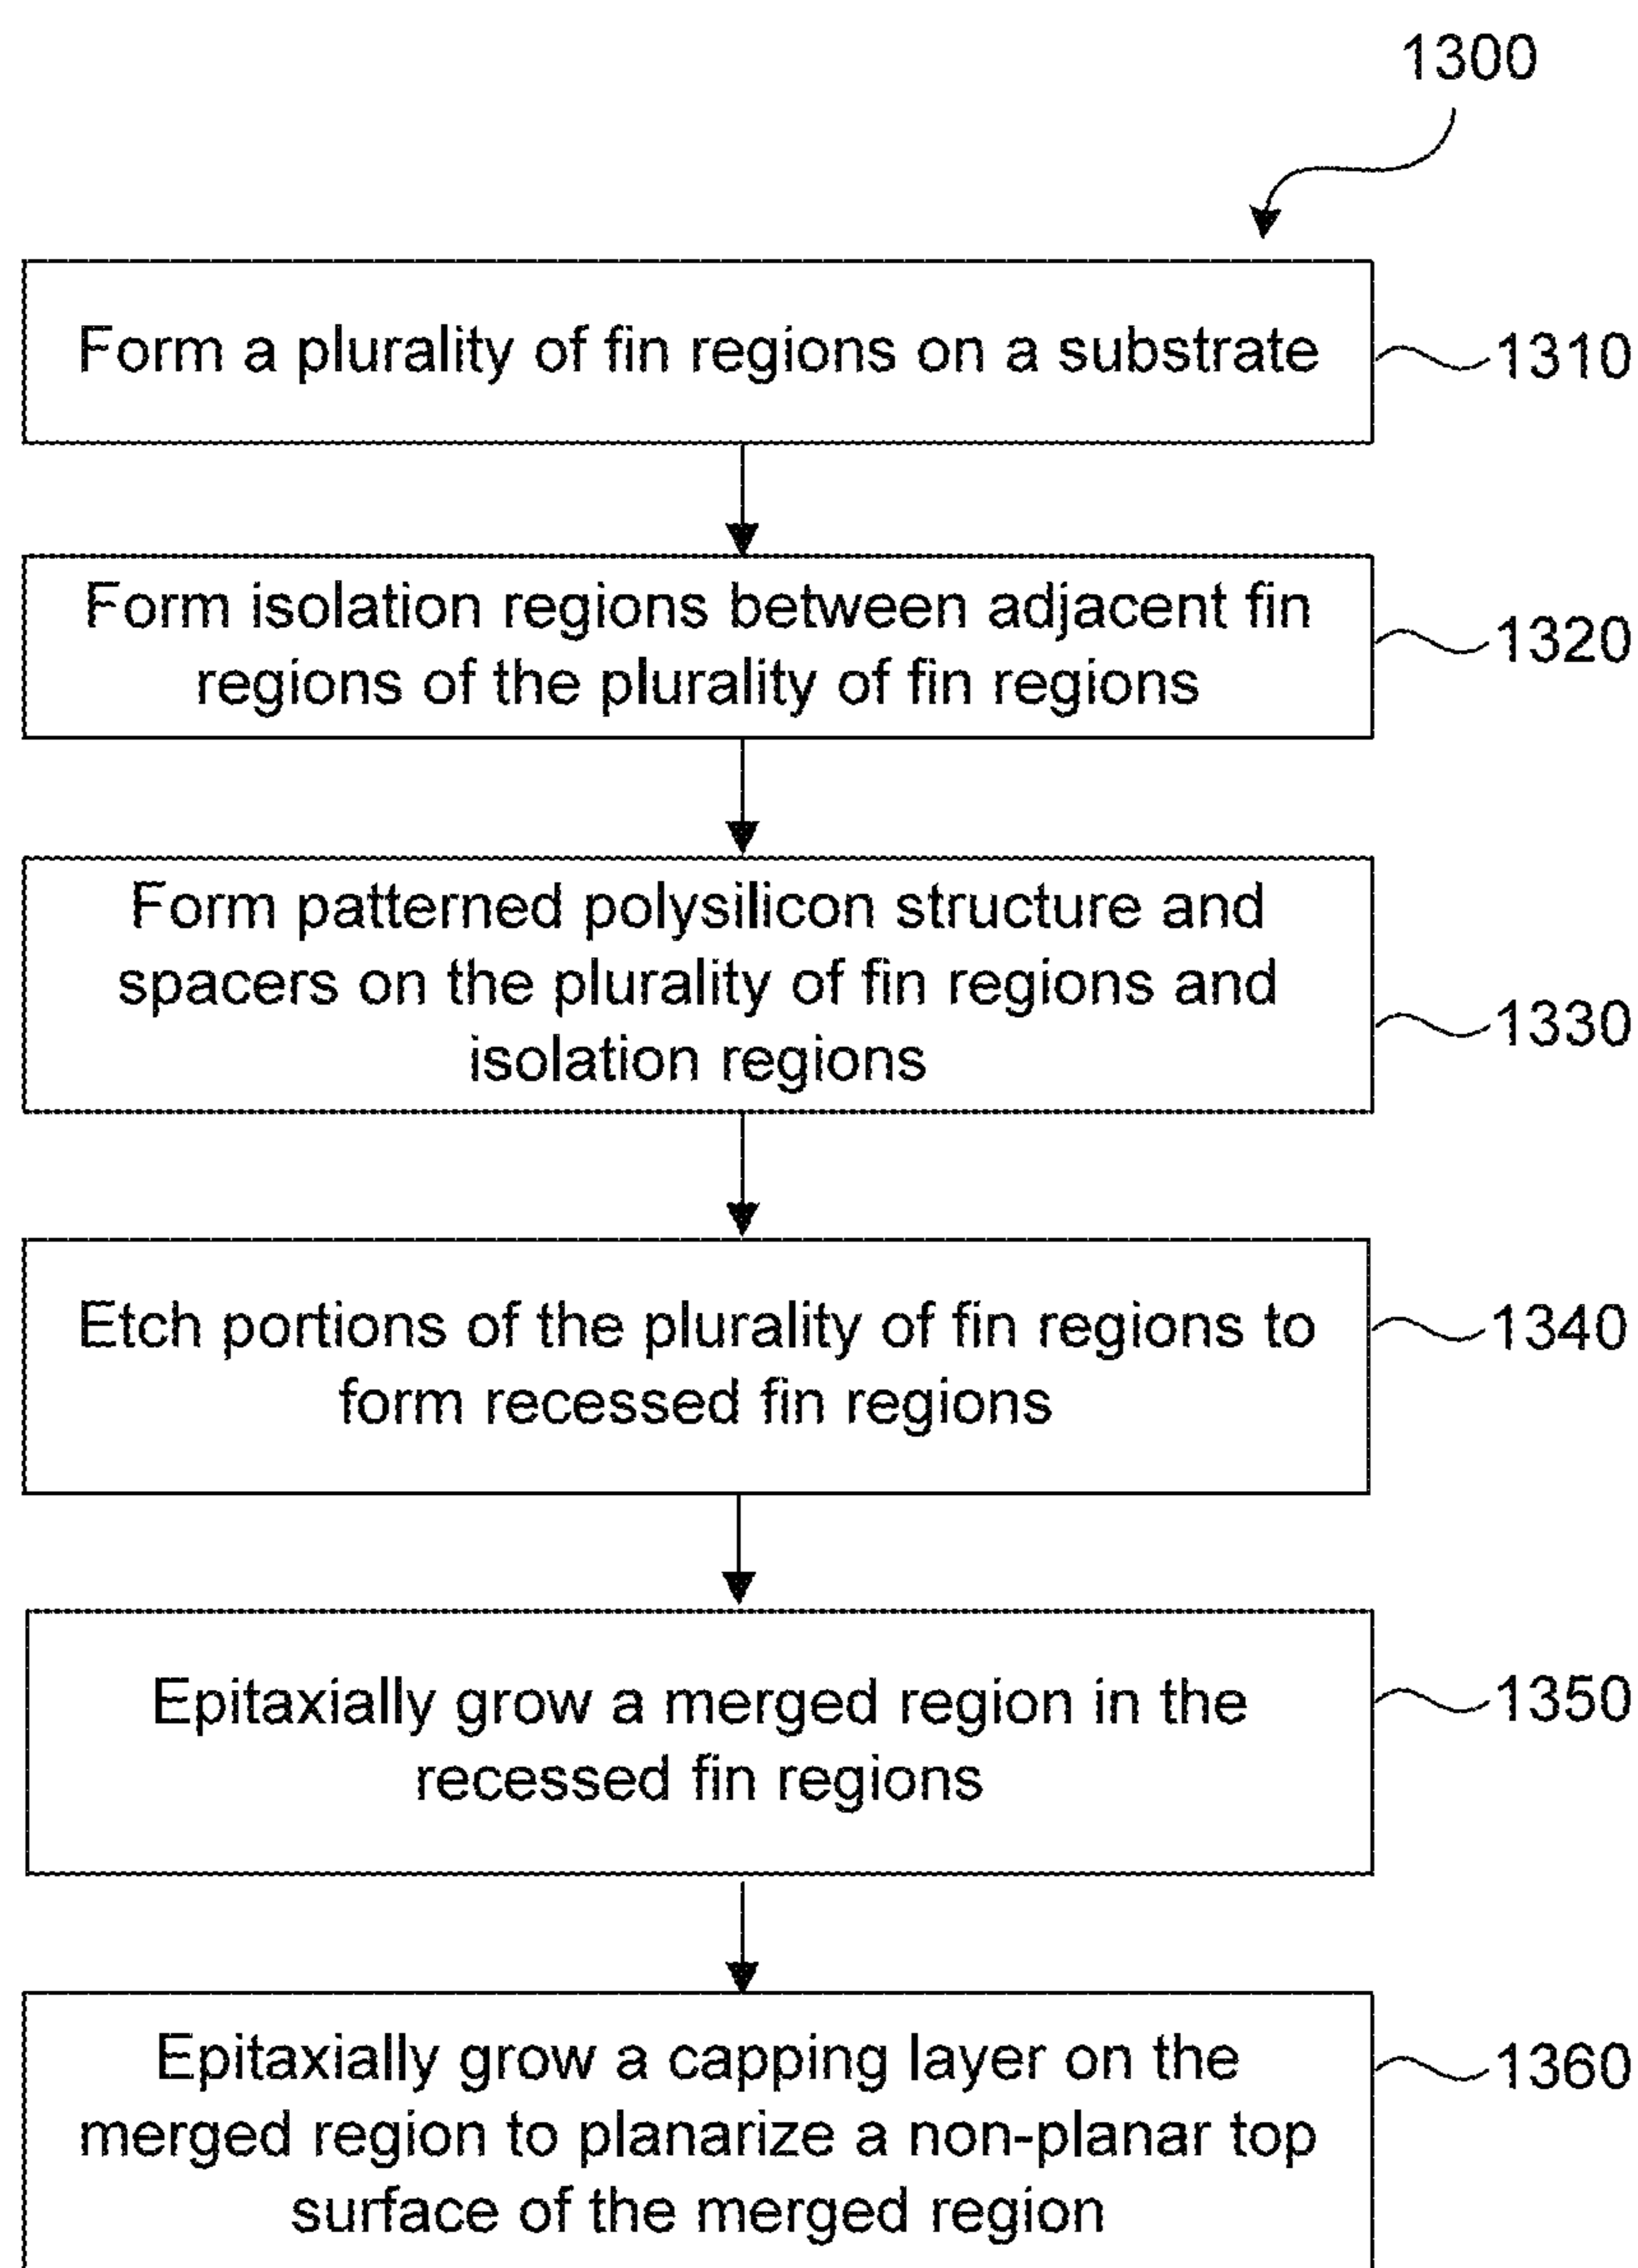 1300
Form a plurality of fin regions on a substrate
1310
Form isolation regions between adjacent fin
regions of the plurality of fin regions
1320
Form patterned polysilicon structure and
spacers on the plurality of fin regions and
isolation regions
1330
Etch portions of the plurality of fin regions to
form recessed fin regions
1340
Epitaxially grow a merged region in the
recessed fin regions
1350
Epitaxially grow a capping layer on the
merged region to planarize a non-planar top
surface of the merged region
1360